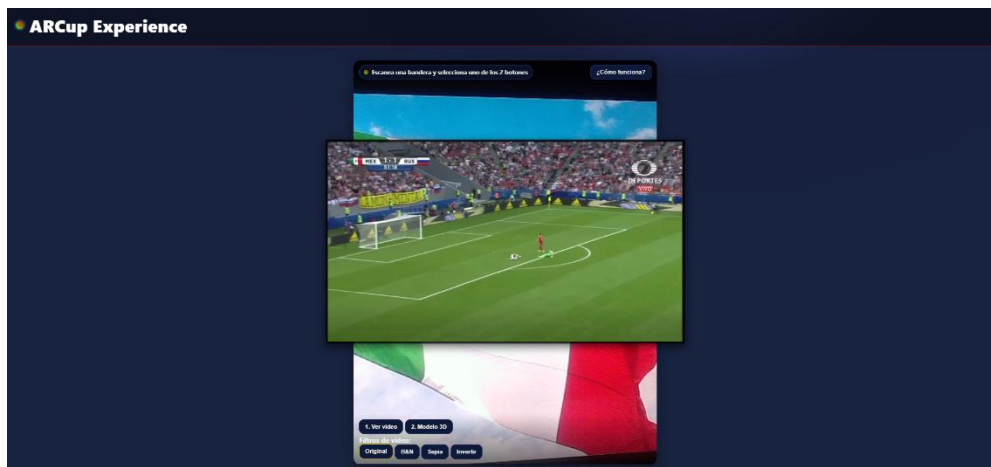 ARCup Experience
Escanea una bandera y selecciona uno de los 2 botones
¿Cómo funciona?
MEX
RUS
DEPORTES
VIVO
1. Ver video
2. Modelo 3D
Filtros de video:
Original
B&N
Sepia
Invertir